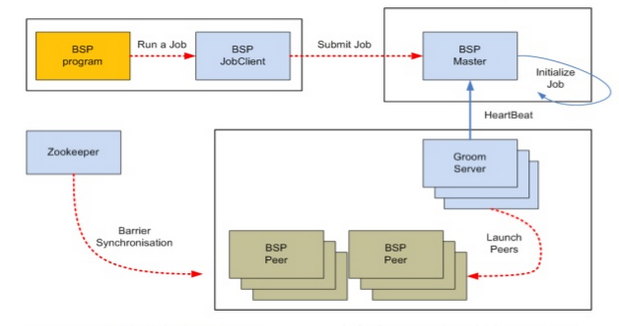 BSP
program
Run a Job
BSP
JobClient
Submit Job
BSP
Master
Initialize
Job
HeartBeat
Zookeeper
Groom
Server
Barrier
Synchronisation
BSP
Peer
BSP
Peer
Launch
Peers